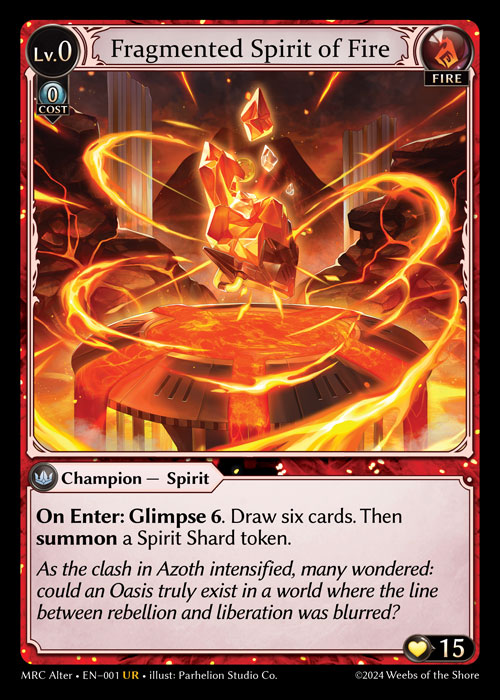 Lv.0
Fragmented Spirit of Fire
FIRE
0
COST
Champion — Spirit
On Enter: Glimpse 6. Draw six cards. Then
summon a Spirit Shard token.
As the clash in Azoth intensified, many wondered:
could an Oasis truly exist in a world where the line
between rebellion and liberation was blurred?
15
MRC Alter • EN–001 UR • illust: Parhelion Studio Co.
©2024 Weebs of the Shore